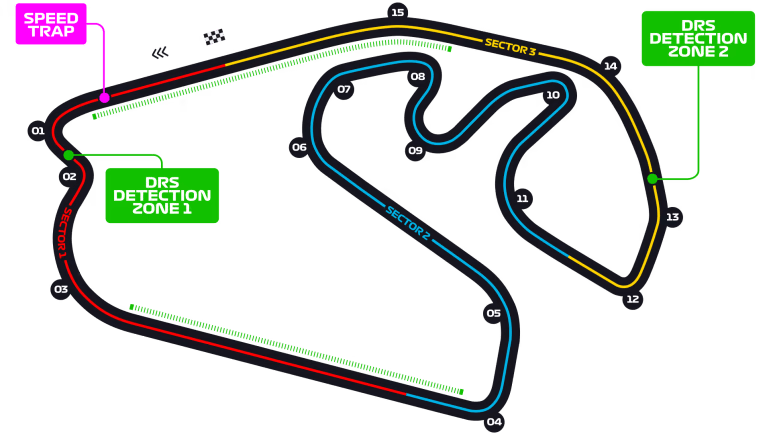 SPEED
TRAP
15
SECTOR 3
DRS
DETECTION
ZONE 2
14
08
07
10
01
09
06
02
DRS
DETECTION
ZONE 1
11
SECTOR 1
SECTOR 2
13
03
12
05
04